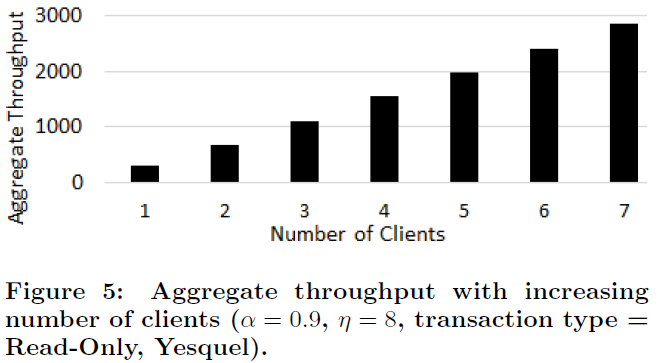 Aggregate Throughput
3000
2000
1000
0
1 2 3 4 5 6 7
Number of Clients
Figure 5: Aggregate throughput with increasing
number of clients (α = 0.9, η = 8, transaction type =
Read-Only, Yesquel).